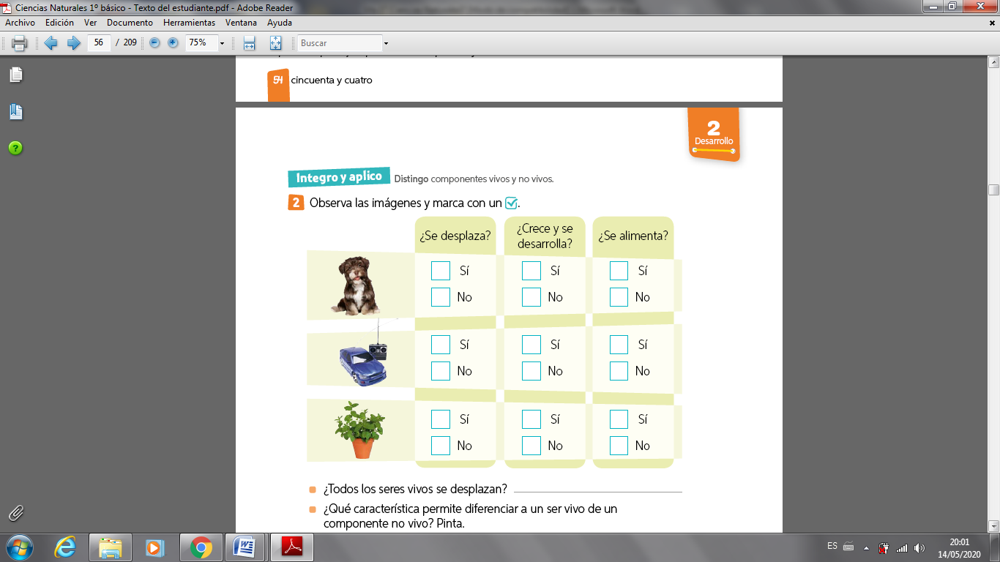 Ciencias Naturales 1º básico - Texto del estudiante.pdf - Adobe Reader
Archivo Edición Ver Documento Herramientas Ventana Ayuda
56 / 209 75% Buscar
54 cincuenta y cuatro
2
Desarrollo
Integro y aplico Distingo componentes vivos y no vivos.
2 Observa las imágenes y marca con un .
¿Se desplaza? ¿Crece y se desarrolla? ¿Se alimenta?
Sí Sí Sí
No No No
Sí Sí Sí
No No No
Sí Sí Sí
No No No
¿Todos los seres vivos se desplazan?
¿Qué característica permite diferenciar a un ser vivo de un
componente no vivo? Pinta.
ES 20:01
14/05/2020